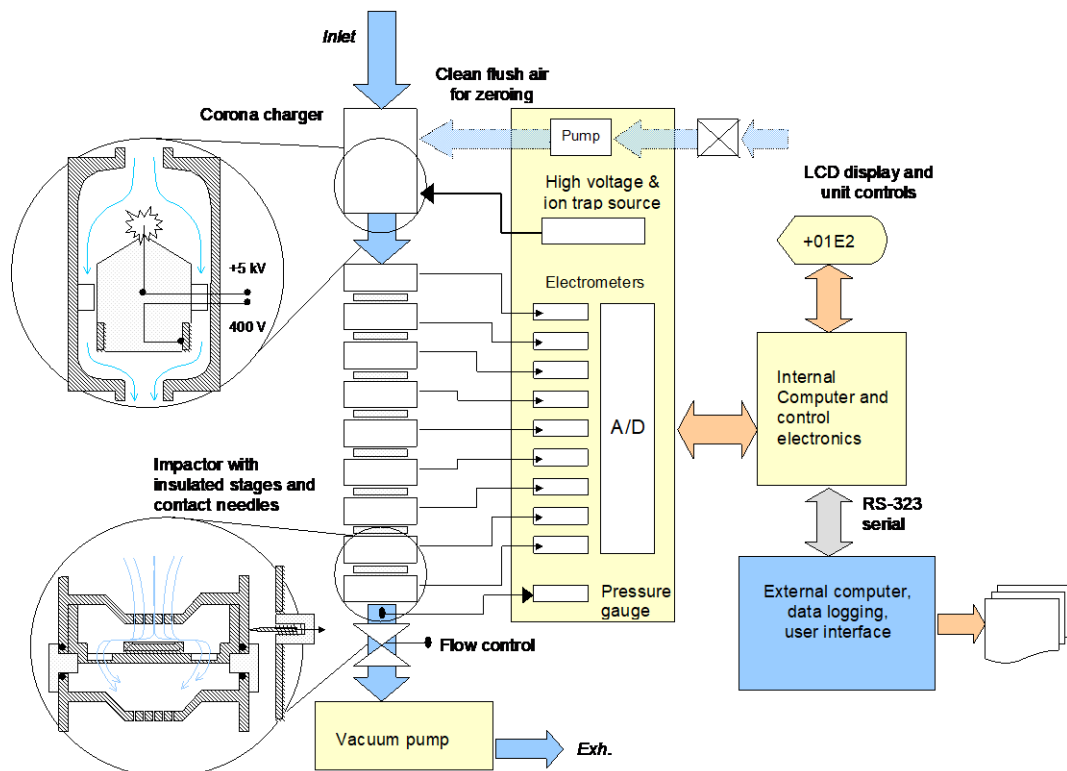 Inlet
Clean flush air
for zeroing
Corona charger
Pump
LCD display and
unit controls
High voltage &
ion trap source
+01E2
+5 kV
Electrometers
400 V
Internal
Computer and
control
electronics
A/D
Impactor with
insulated stages and
contact needles
RS-323
serial
Pressure
gauge
External computer,
data logging,
user interface
Flow control
Vacuum pump
Exh.